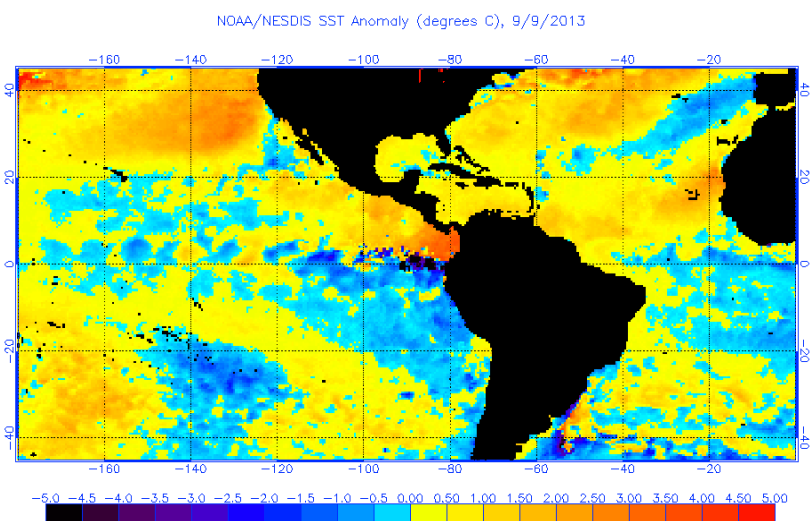 NOAA/NESDIS SST Anomaly (degrees C), 9/9/2013
-160 -140 -120 -100 -80 -60 -40 -20
40 40
20 20
0 0
-20 -20
-40 -40
-160 -140 -120 -100 -80 -60 -40 -20
-5.0 -4.5 -4.0 -3.5 -3.0 -2.5 -2.0 -1.5 -1.0 -0.5 0.00 0.50 1.00 1.50 2.00 2.50 3.00 3.50 4.00 4.50 5.00